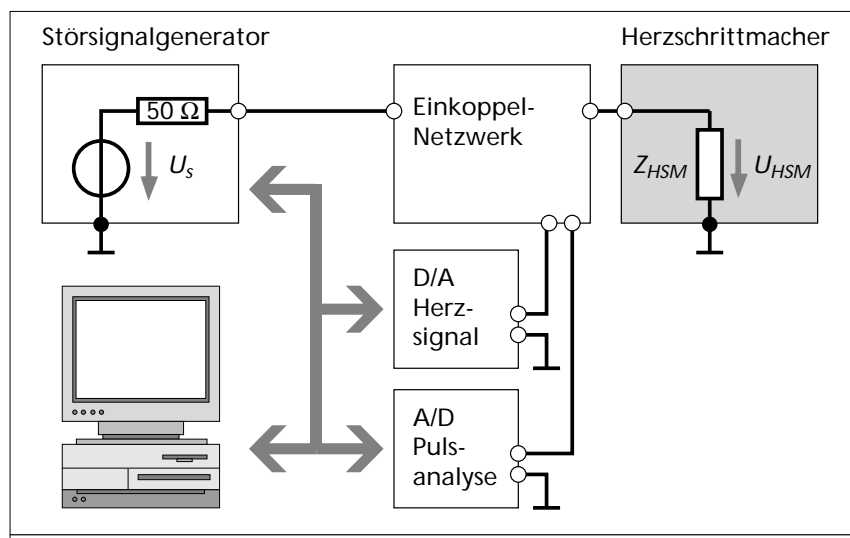 Störsignalgenerator
Herzschrittmacher
50 Ω
U_s
Einkoppel-
Netzwerk
Z_HSM
U_HSM
D/A
Herz-
signal
A/D
Puls-
analyse